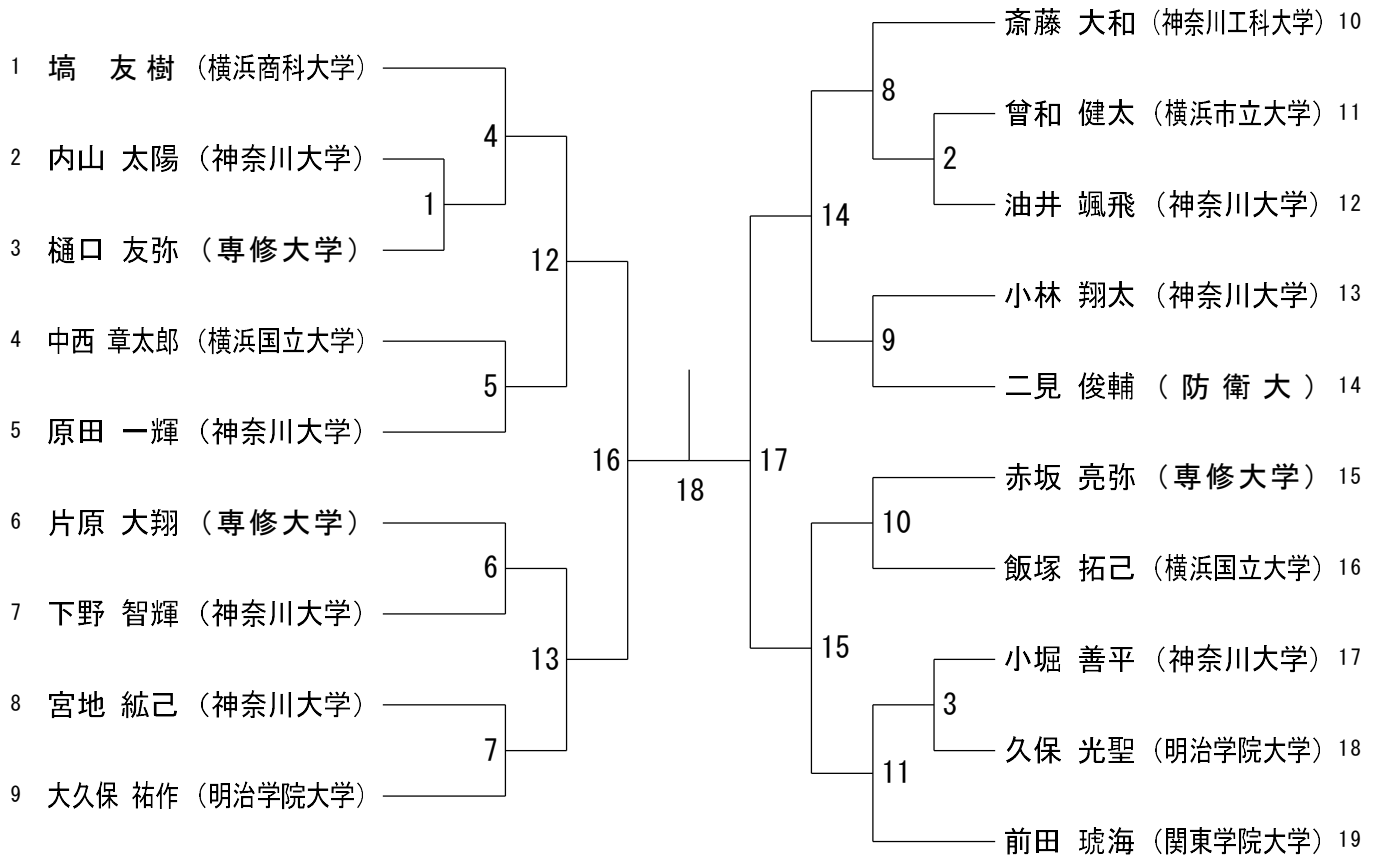 1 塙 友樹 (横浜商科大学)
2 内山 太陽 (神奈川大学)
3 樋口 友弥 (専修大学)
4 中西 章太郎 (横浜国立大学)
5 原田 一輝 (神奈川大学)
6 片原 大翔 (専修大学)
7 下野 智輝 (神奈川大学)
8 宮地 紘己 (神奈川大学)
9 大久保 祐作 (明治学院大学)
4
1
12
5
16
6
13
7
18
17
14
8
2
9
15
10
3
11
斎藤 大和 (神奈川工科大学) 10
曾和 健太 (横浜市立大学) 11
油井 颯飛 (神奈川大学) 12
小林 翔太 (神奈川大学) 13
二見 俊輔 (防衛大) 14
赤坂 亮弥 (専修大学) 15
飯塚 拓己 (横浜国立大学) 16
小堀 善平 (神奈川大学) 17
久保 光聖 (明治学院大学) 18
前田 琥海 (関東学院大学) 19